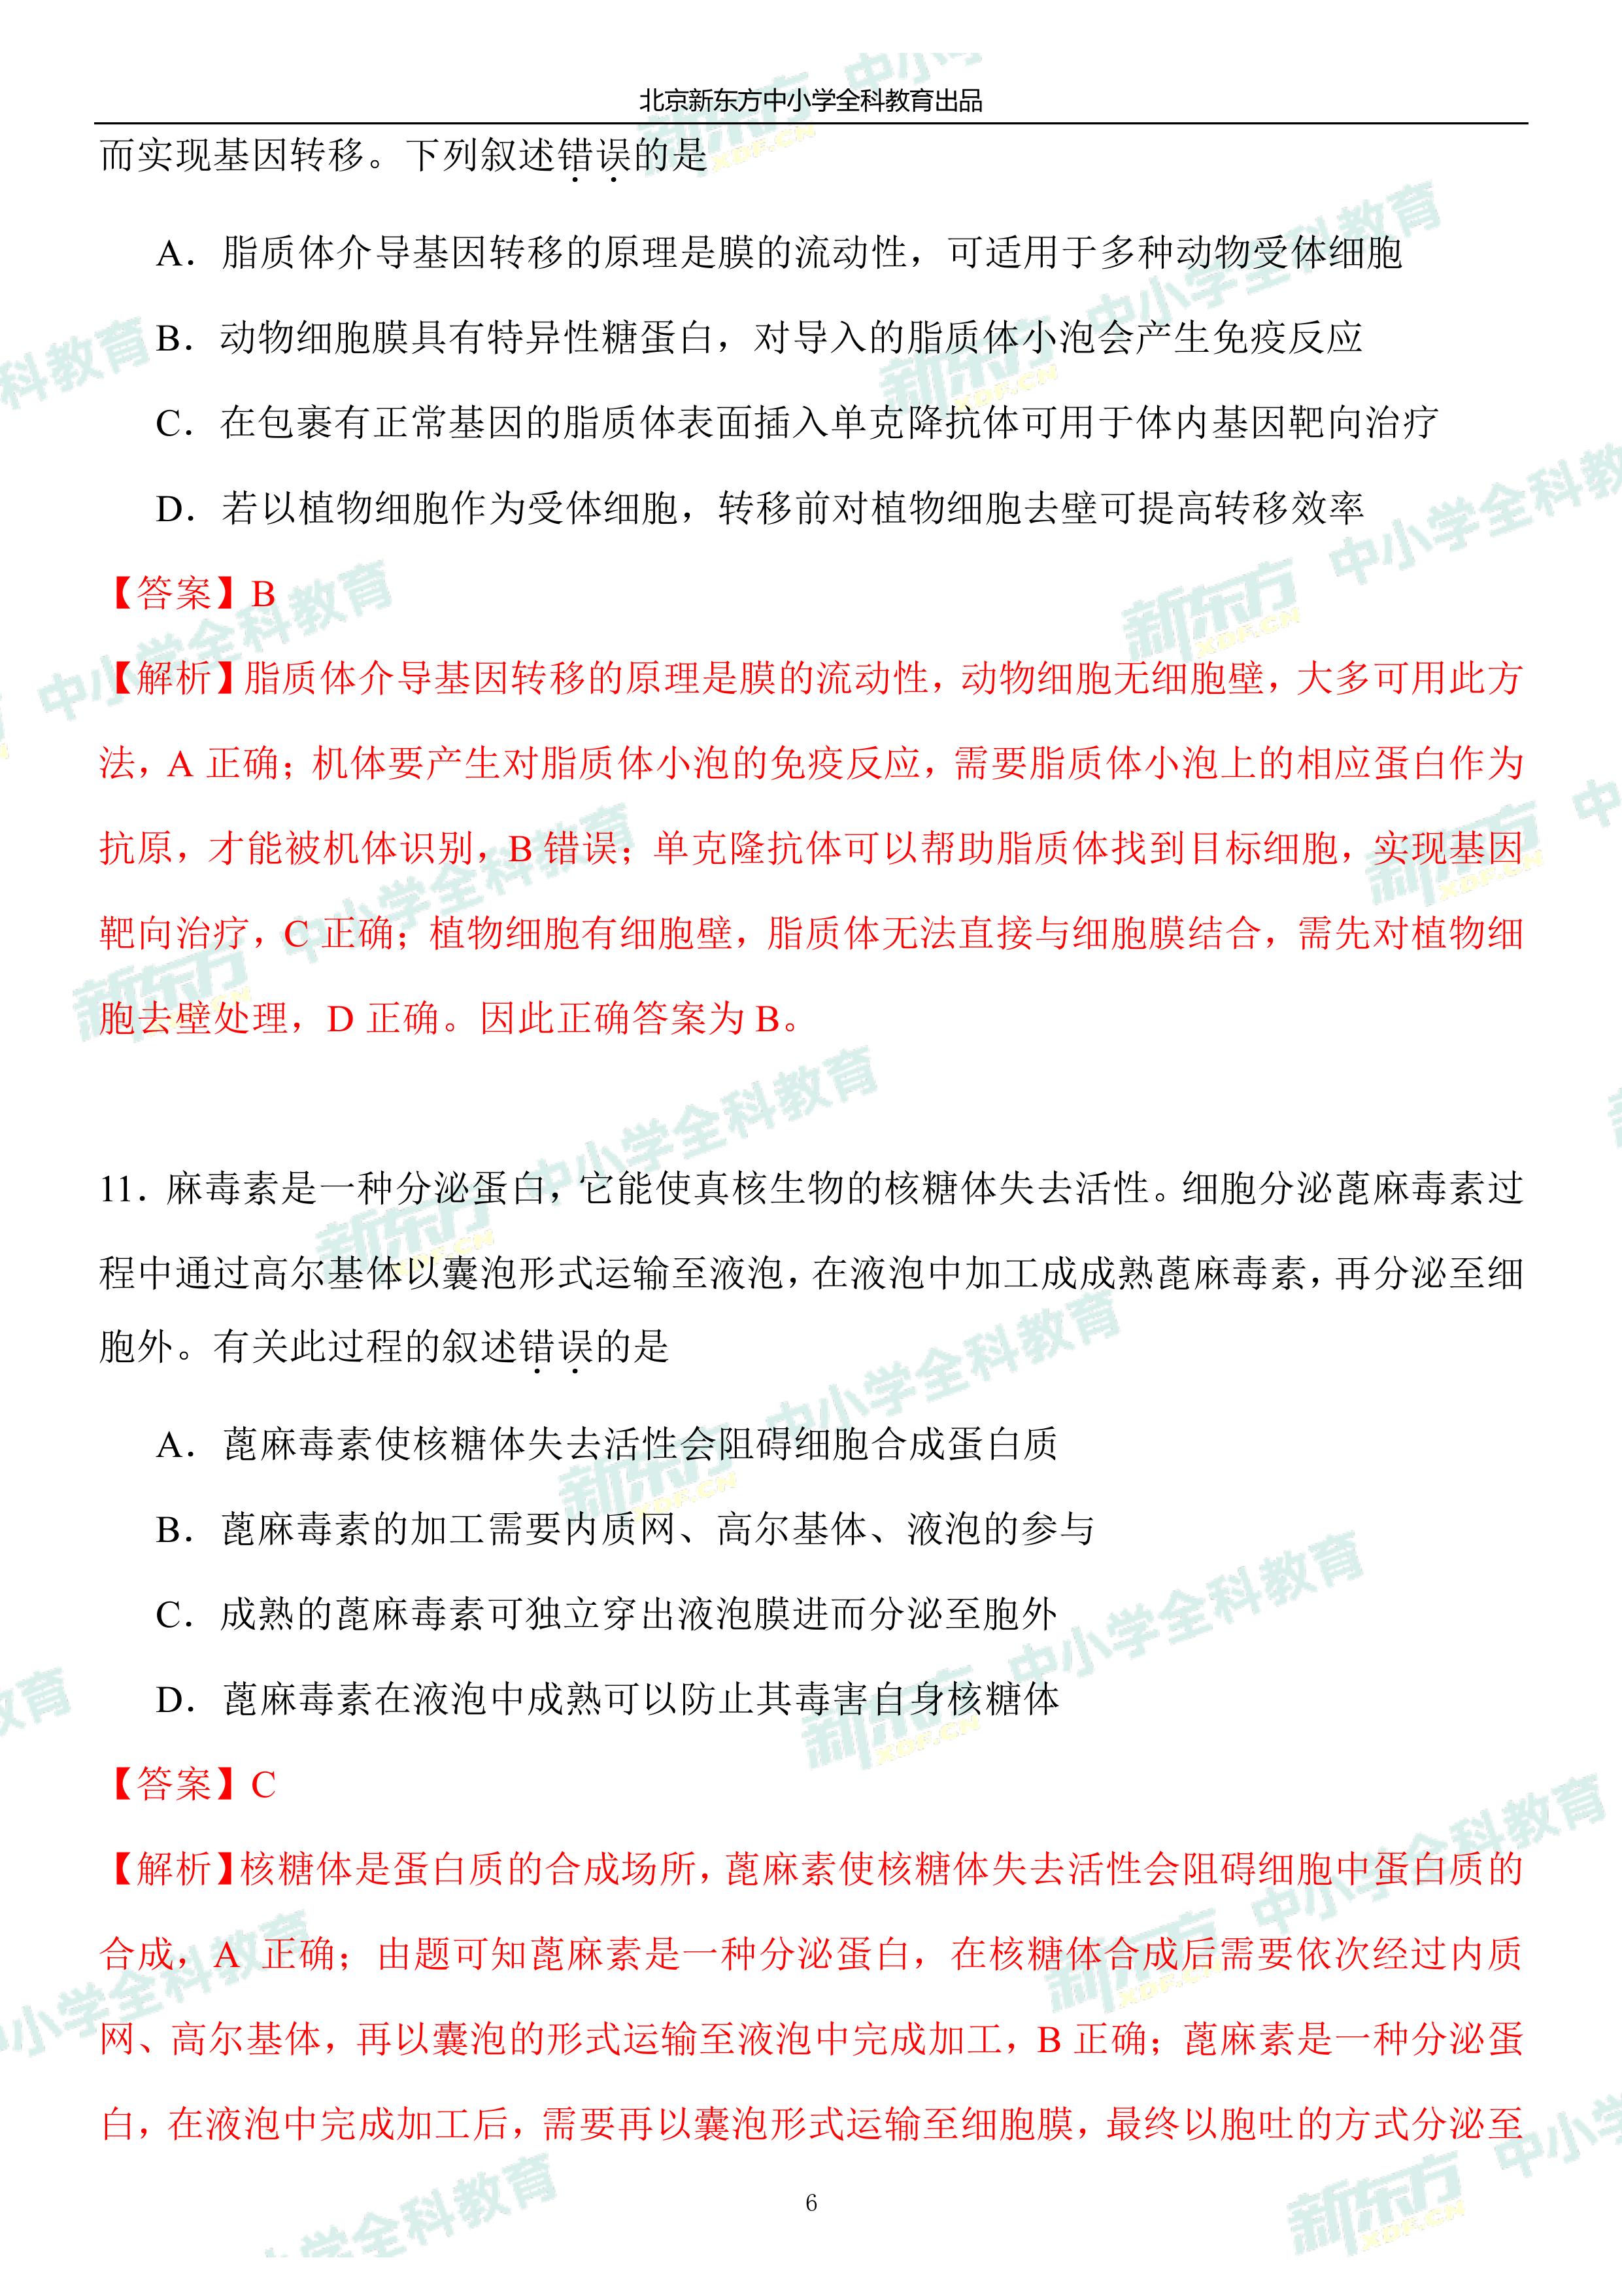 北京新东方中小学全科教育出品
而实现基因转移。下列叙述错误的是
A．脂质体介导基因转移的原理是膜的流动性，可适用于多种动物受体细胞
B．动物细胞膜具有特异性糖蛋白，对导入的脂质体小泡会产生免疫反应
C．在包裹有正常基因的脂质体表面插入单克隆抗体可用于体内基因靶向治疗
D．若以植物细胞作为受体细胞，转移前对植物细胞去壁可提高转移效率
【答案】B
【解析】脂质体介导基因转移的原理是膜的流动性，动物细胞无细胞壁，大多可用此方
法，A 正确；机体要产生对脂质体小泡的免疫反应，需要脂质体小泡上的相应蛋白作为
抗原，才能被机体识别，B 错误；单克隆抗体可以帮助脂质体找到目标细胞，实现基因
靶向治疗，C 正确；植物细胞有细胞壁，脂质体无法直接与细胞膜结合，需先对植物细
胞去壁处理，D 正确。因此正确答案为 B。
11．麻毒素是一种分泌蛋白，它能使真核生物的核糖体失去活性。细胞分泌蓖麻毒素过
程中通过高尔基体以囊泡形式运输至液泡，在液泡中加工成成熟蓖麻毒素，再分泌至细
胞外。有关此过程的叙述错误的是
A．蓖麻毒素使核糖体失去活性会阻碍细胞合成蛋白质
B．蓖麻毒素的加工需要内质网、高尔基体、液泡的参与
C．成熟的蓖麻毒素可独立穿出液泡膜进而分泌至胞外
D．蓖麻毒素在液泡中成熟可以防止其毒害自身核糖体
【答案】C
【解析】核糖体是蛋白质的合成场所，蓖麻素使核糖体失去活性会阻碍细胞中蛋白质的
合成，A 正确；由题可知蓖麻素是一种分泌蛋白，在核糖体合成后需要依次经过内质
网、高尔基体，再以囊泡的形式运输至液泡中完成加工，B 正确；蓖麻素是一种分泌蛋
白，在液泡中完成加工后，需要再以囊泡形式运输至细胞膜，最终以胞吐的方式分泌至
6
新东方 XDF.CN 中小学全科教育